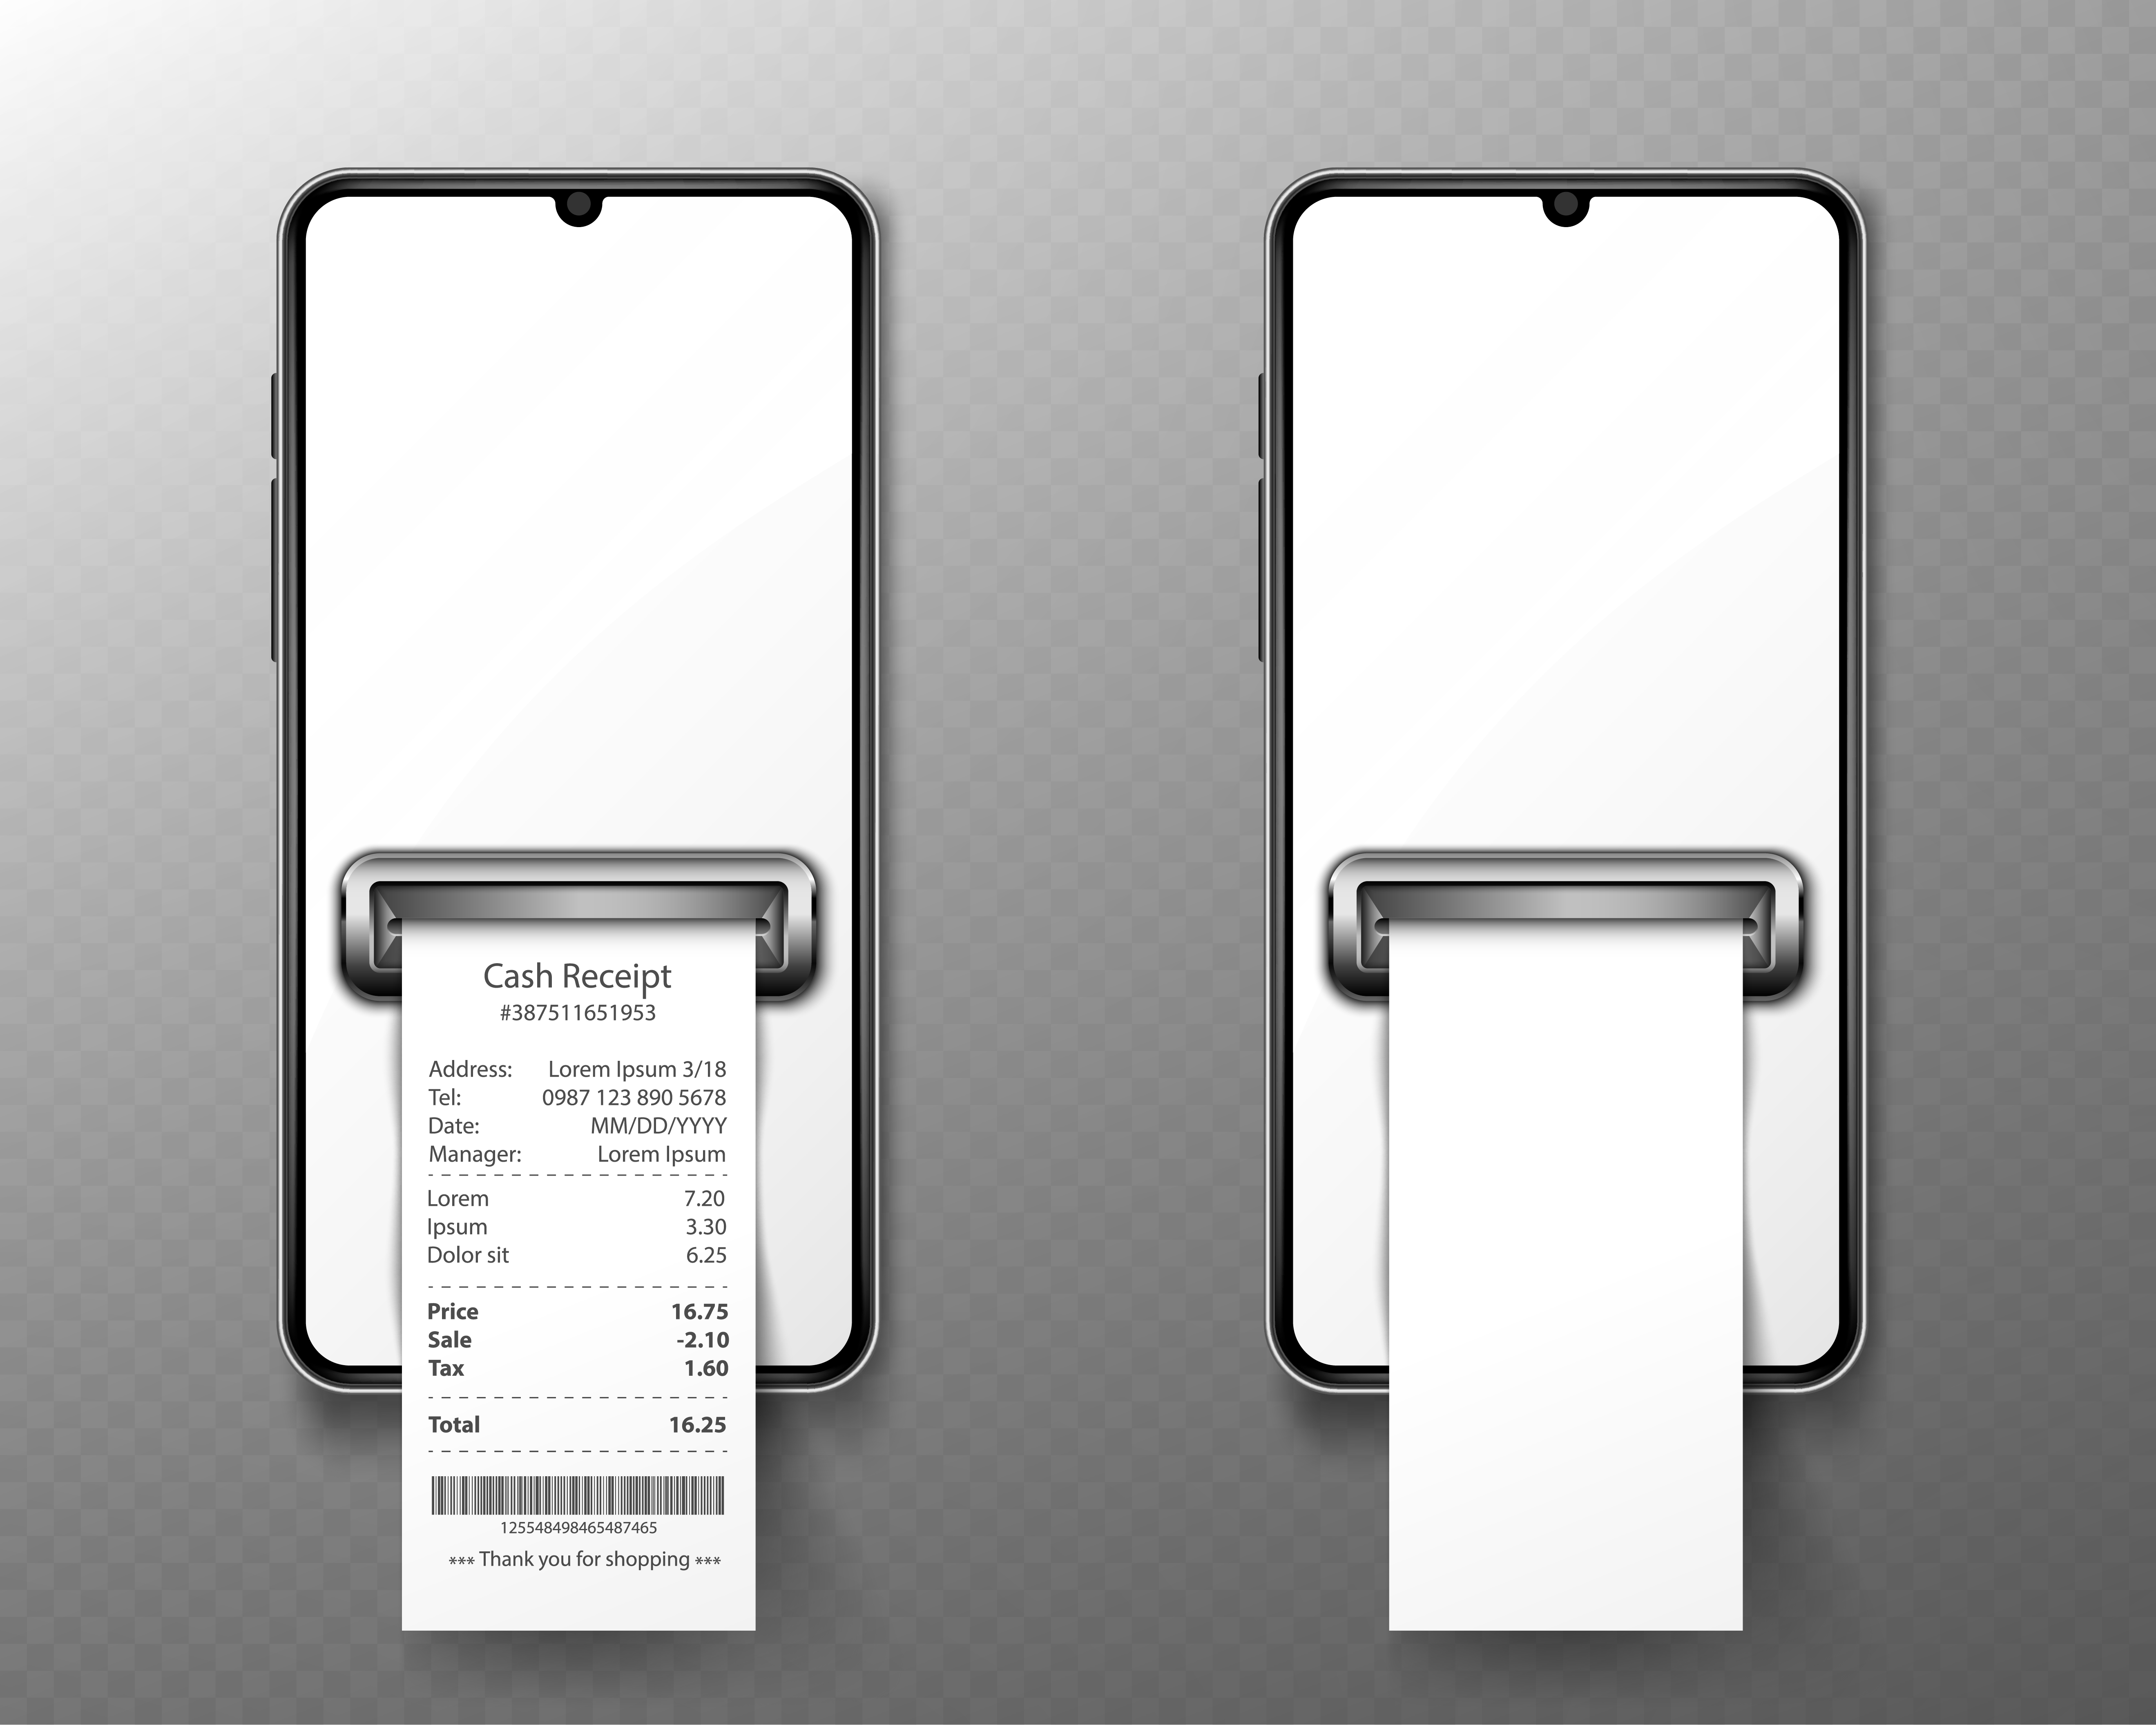 Cash Receipt
#387511651953
Address: Lorem Ipsum 3/18
Tel: 0987 123 890 5678
Date: MM/DD/YYYY
Manager: Lorem Ipsum
Lorem 7.20
Ipsum 3.30
Dolor sit 6.25
Price 16.75
Sale -2.10
Tax 1.60
Total 16.25
125548498465487465
*** Thank you for shopping ***